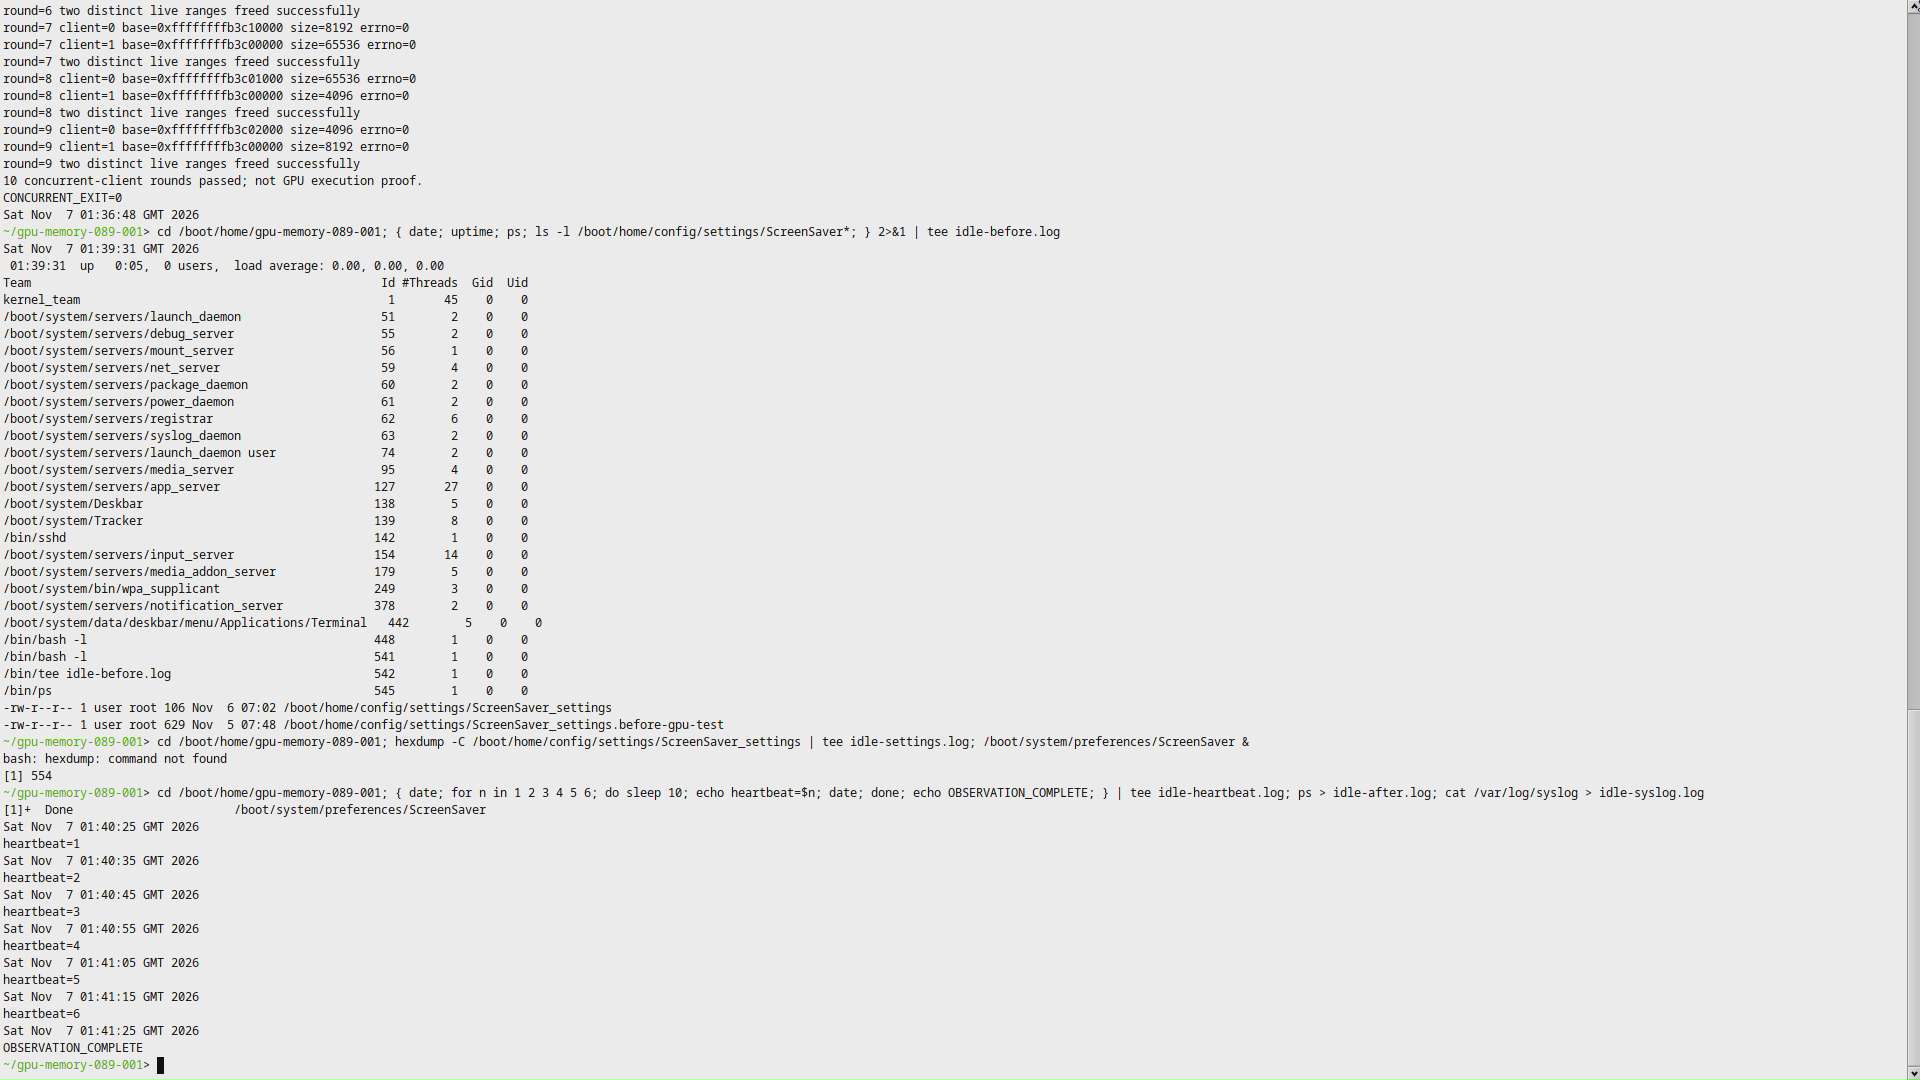 round=6 two distinct live ranges freed successfully
round=7 client=0 base=0xffffffffb3c10000 size=8192 errno=0
round=7 client=1 base=0xffffffffb3c00000 size=65536 errno=0
round=7 two distinct live ranges freed successfully
round=8 client=0 base=0xffffffffb3c01000 size=65536 errno=0
round=8 client=1 base=0xffffffffb3c00000 size=4096 errno=0
round=8 two distinct live ranges freed successfully
round=9 client=0 base=0xffffffffb3c02000 size=4096 errno=0
round=9 client=1 base=0xffffffffb3c00000 size=8192 errno=0
round=9 two distinct live ranges freed successfully
10 concurrent-client rounds passed; not GPU execution proof.
CONCURRENT_EXIT=0
Sat Nov  7 01:36:48 GMT 2026
~/gpu-memory-089-001> cd /boot/home/gpu-memory-089-001; { date; uptime; ps; ls -l /boot/home/config/settings/ScreenSaver*; } 2>&1 | tee idle-before.log
Sat Nov  7 01:39:31 GMT 2026
 01:39:31  up   0:05,  0 users,  load average: 0.00, 0.00, 0.00
Team                                                  Id #Threads  Gid  Uid
kernel_team                                            1       45    0    0
/boot/system/servers/launch_daemon                    51        2    0    0
/boot/system/servers/debug_server                     55        2    0    0
/boot/system/servers/mount_server                     56        1    0    0
/boot/system/servers/net_server                       59        4    0    0
/boot/system/servers/package_daemon                   60        2    0    0
/boot/system/servers/power_daemon                     61        2    0    0
/boot/system/servers/registrar                        62        6    0    0
/boot/system/servers/syslog_daemon                    63        2    0    0
/boot/system/servers/launch_daemon user               74        2    0    0
/boot/system/servers/media_server                     95        4    0    0
/boot/system/servers/app_server                      127       27    0    0
/boot/system/Deskbar                                 138        5    0    0
/boot/system/Tracker                                 139        8    0    0
/bin/sshd                                            142        1    0    0
/boot/system/servers/input_server                    154       14    0    0
/boot/system/servers/media_addon_server              179        5    0    0
/boot/system/bin/wpa_supplicant                      249        3    0    0
/boot/system/servers/notification_server             378        2    0    0
/boot/system/data/deskbar/menu/Applications/Terminal   442        5    0    0
/bin/bash -l                                         448        1    0    0
/bin/bash -l                                         541        1    0    0
/bin/tee idle-before.log                             542        1    0    0
/bin/ps                                              545        1    0    0
-rw-r--r-- 1 user root 106 Nov  6 07:02 /boot/home/config/settings/ScreenSaver_settings
-rw-r--r-- 1 user root 629 Nov  5 07:48 /boot/home/config/settings/ScreenSaver_settings.before-gpu-test
~/gpu-memory-089-001> cd /boot/home/gpu-memory-089-001; hexdump -C /boot/home/config/settings/ScreenSaver_settings | tee idle-settings.log; /boot/system/preferences/ScreenSaver &
bash: hexdump: command not found
[1] 554
~/gpu-memory-089-001> cd /boot/home/gpu-memory-089-001; { date; for n in 1 2 3 4 5 6; do sleep 10; echo heartbeat=$n; date; done; echo OBSERVATION_COMPLETE; } | tee idle-heartbeat.log; ps > idle-after.log; cat /var/log/syslog > idle-syslog.log
[1]+  Done                    /boot/system/preferences/ScreenSaver
Sat Nov  7 01:40:25 GMT 2026
heartbeat=1
Sat Nov  7 01:40:35 GMT 2026
heartbeat=2
Sat Nov  7 01:40:45 GMT 2026
heartbeat=3
Sat Nov  7 01:40:55 GMT 2026
heartbeat=4
Sat Nov  7 01:41:05 GMT 2026
heartbeat=5
Sat Nov  7 01:41:15 GMT 2026
heartbeat=6
Sat Nov  7 01:41:25 GMT 2026
OBSERVATION_COMPLETE
~/gpu-memory-089-001>